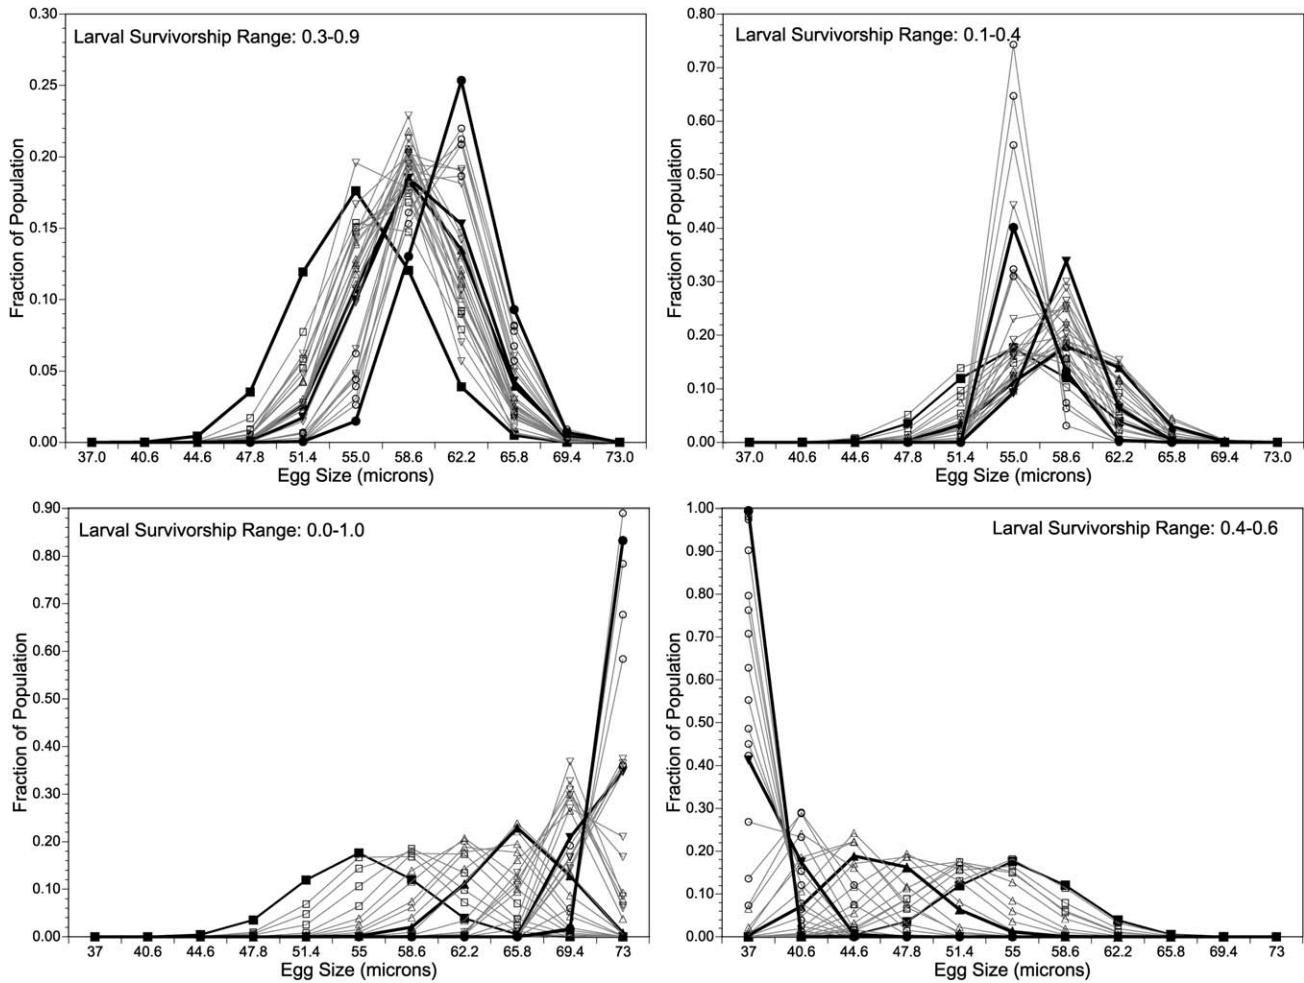 Larval Survivorship Range: 0.3-0.9
0.30
0.25
0.20
0.15
0.10
0.05
0.00
Fraction of Population
37.0 40.6 44.6 47.8 51.4 55.0 58.6 62.2 65.8 69.4 73.0
Egg Size (microns)
Larval Survivorship Range: 0.1-0.4
0.80
0.70
0.60
0.50
0.40
0.30
0.20
0.10
0.00
Fraction of Population
37.0 40.6 44.6 47.8 51.4 55.0 58.6 62.2 65.8 69.4 73.0
Egg Size (microns)
Larval Survivorship Range: 0.0-1.0
0.90
0.80
0.70
0.60
0.50
0.40
0.30
0.20
0.10
0.00
Fraction of Population
37 40.6 44.6 47.8 51.4 55 58.6 62.2 65.8 69.4 73
Egg Size (microns)
Larval Survivorship Range: 0.4-0.6
1.00
0.90
0.80
0.70
0.60
0.50
0.40
0.30
0.20
0.10
0.00
Fraction of Population
37 40.6 44.6 47.8 51.4 55 58.6 62.2 65.8 69.4 73
Egg Size (microns)